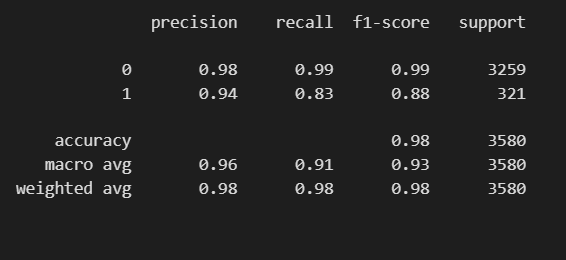 precision recall f1-score support
0 0.98 0.99 0.99 3259
1 0.94 0.83 0.88 321
accuracy 0.98 3580
macro avg 0.96 0.91 0.93 3580
weighted avg 0.98 0.98 0.98 3580